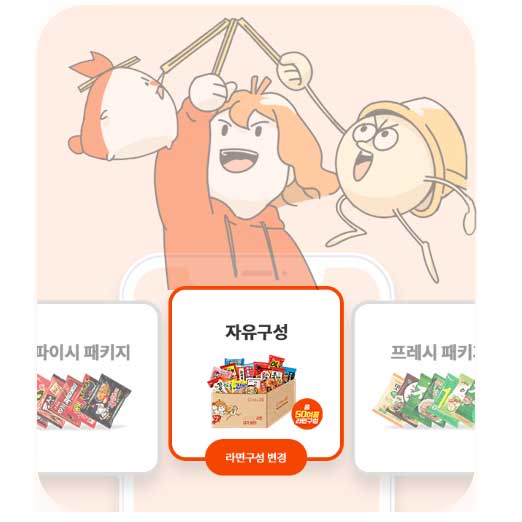 파이시 패키지
자유구성
프레시 패키지
총
50여종
라면구성
라면구성 변경